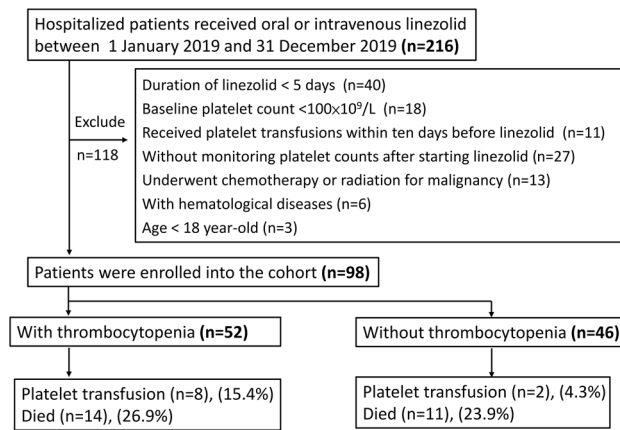 Hospitalized patients received oral or intravenous linezolid
between 1 January 2019 and 31 December 2019 (n=216)
Exclude
n=118
Duration of linezolid < 5 days (n=40)
Baseline platelet count <100×10⁹/L (n=18)
Received platelet transfusions within ten days before linezolid (n=11)
Without monitoring platelet counts after starting linezolid (n=27)
Underwent chemotherapy or radiation for malignancy (n=13)
With hematological diseases (n=6)
Age < 18 year-old (n=3)
Patients were enrolled into the cohort (n=98)
With thrombocytopenia (n=52)
Without thrombocytopenia (n=46)
Platelet transfusion (n=8), (15.4%)
Died (n=14), (26.9%)
Platelet transfusion (n=2), (4.3%)
Died (n=11), (23.9%)